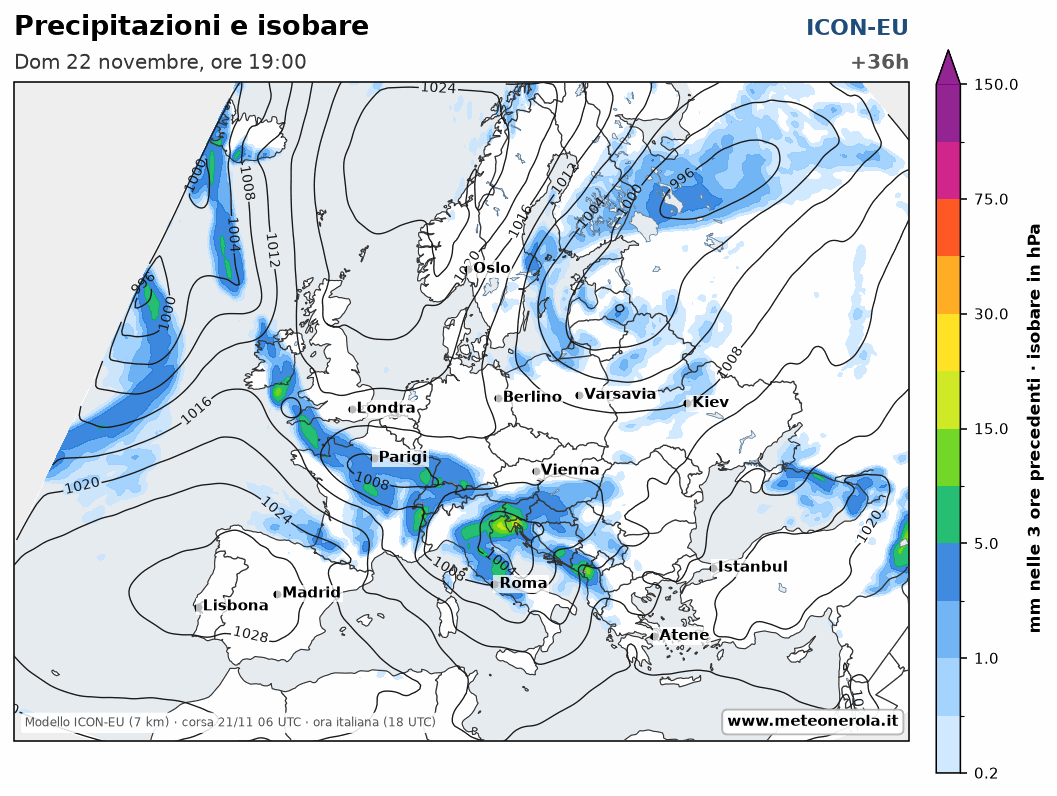 Precipitazioni e isobare
ICON-EU
Dom 22 novembre, ore 19:00
+36h
150.0
75.0
30.0
15.0
5.0
1.0
0.2
mm nelle 3 ore precedenti · isobare in hPa
1024
1000
1008
1004
1012
996
1000
1012
1016
1004
1000
996
1020
Oslo
1008
1016
Londra
Berlino
Varsavia
Kiev
Parigi
Vienna
1008
1020
1024
1020
1004
1008
Istanbul
Roma
Madrid
Lisbona
1028
Atene
Modello ICON-EU (7 km) · corsa 21/11 06 UTC · ora italiana (18 UTC)
www.meteonerola.it